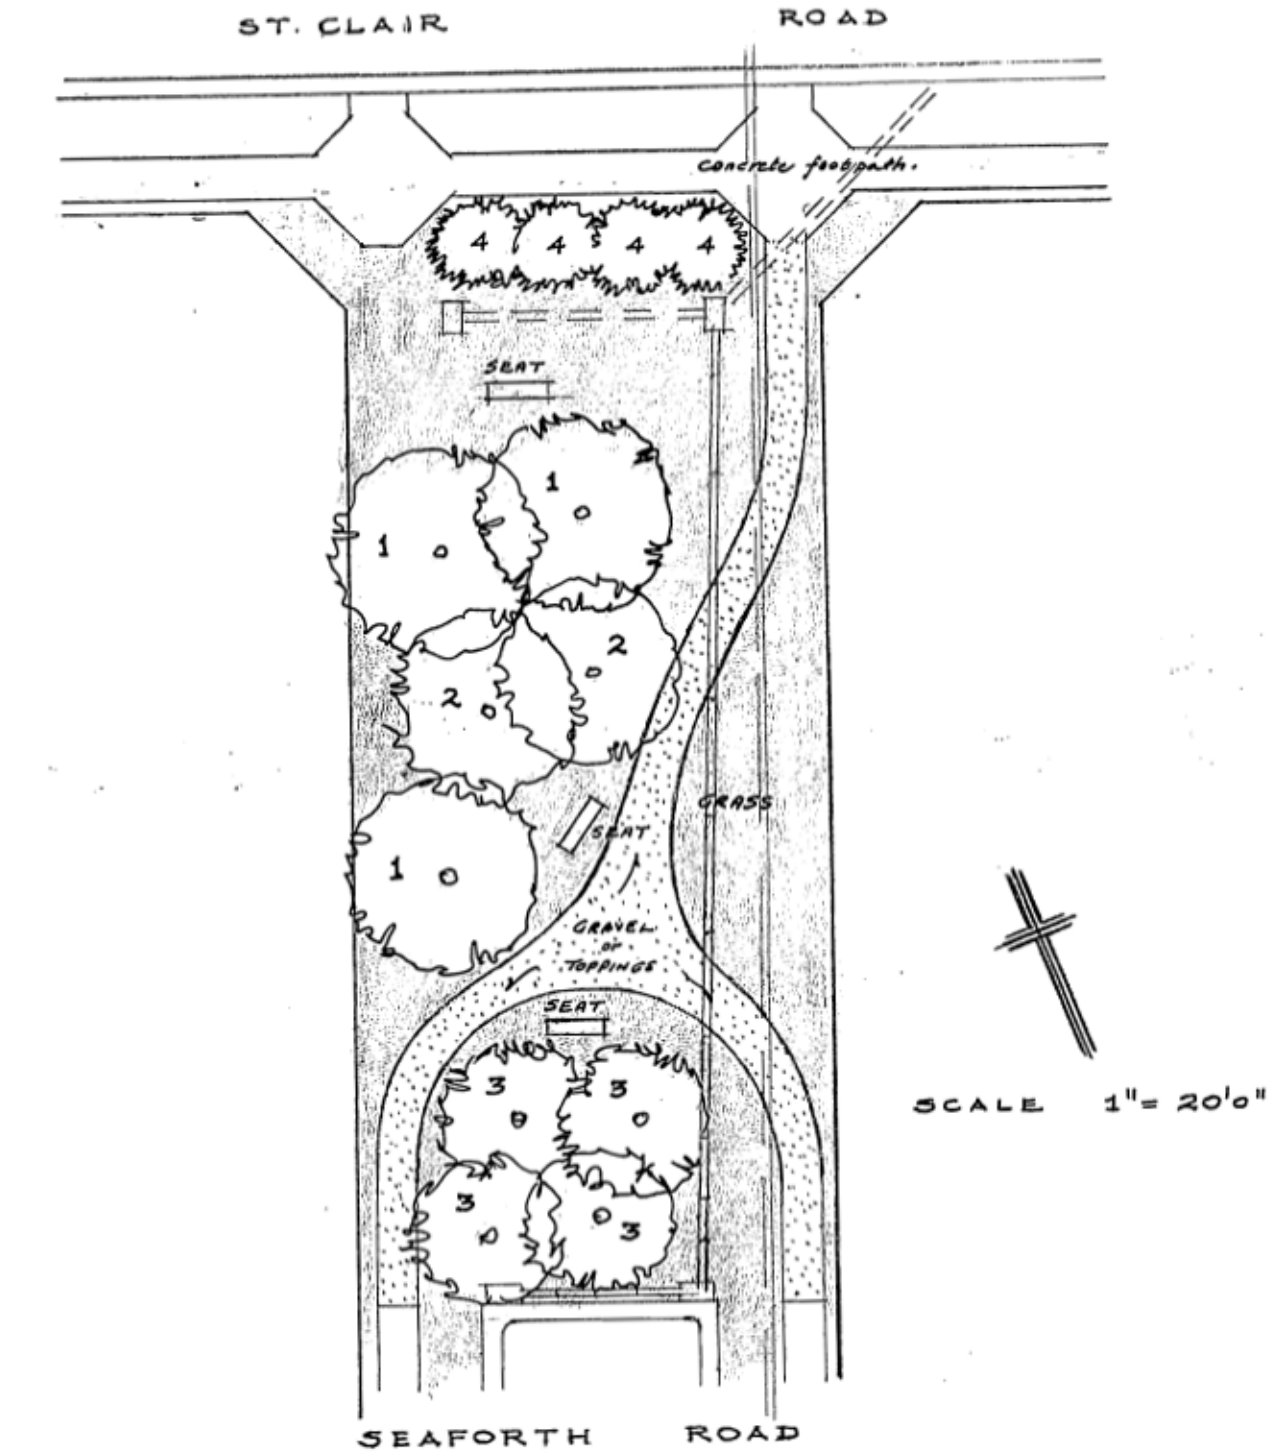 ST. CLAIR ROAD
concrete footpath.
4 4 4 4
SEAT
1
1
2
2
SEAT
GRASS
1
GRAVEL
or
TOPPINGS
SEAT
3 3
3
3
SCALE 1"= 20'0"
SEAFORTH ROAD